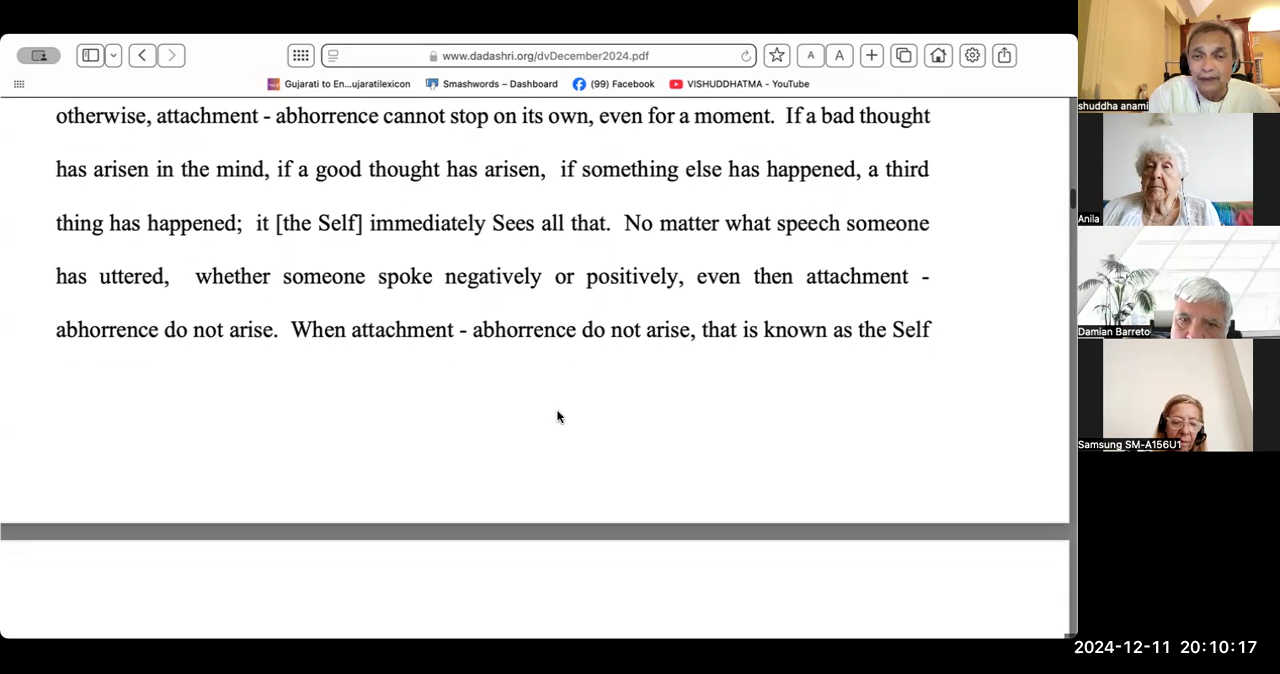 www.dadashri.org/dvDecember2024.pdf
A A
Gujarati to En...ujaratilexicon Smashwords – Dashboard (99) Facebook VISHUDDHATMA - YouTube
otherwise, attachment - abhorrence cannot stop on its own, even for a moment. If a bad thought
has arisen in the mind, if a good thought has arisen, if something else has happened, a third
thing has happened; it [the Self] immediately Sees all that. No matter what speech someone
has uttered, whether someone spoke negatively or positively, even then attachment -
abhorrence do not arise. When attachment - abhorrence do not arise, that is known as the Self
shuddha anami
Anila
Damian Barreto
Samsung SM-A156U1
2024-12-11 20:10:17